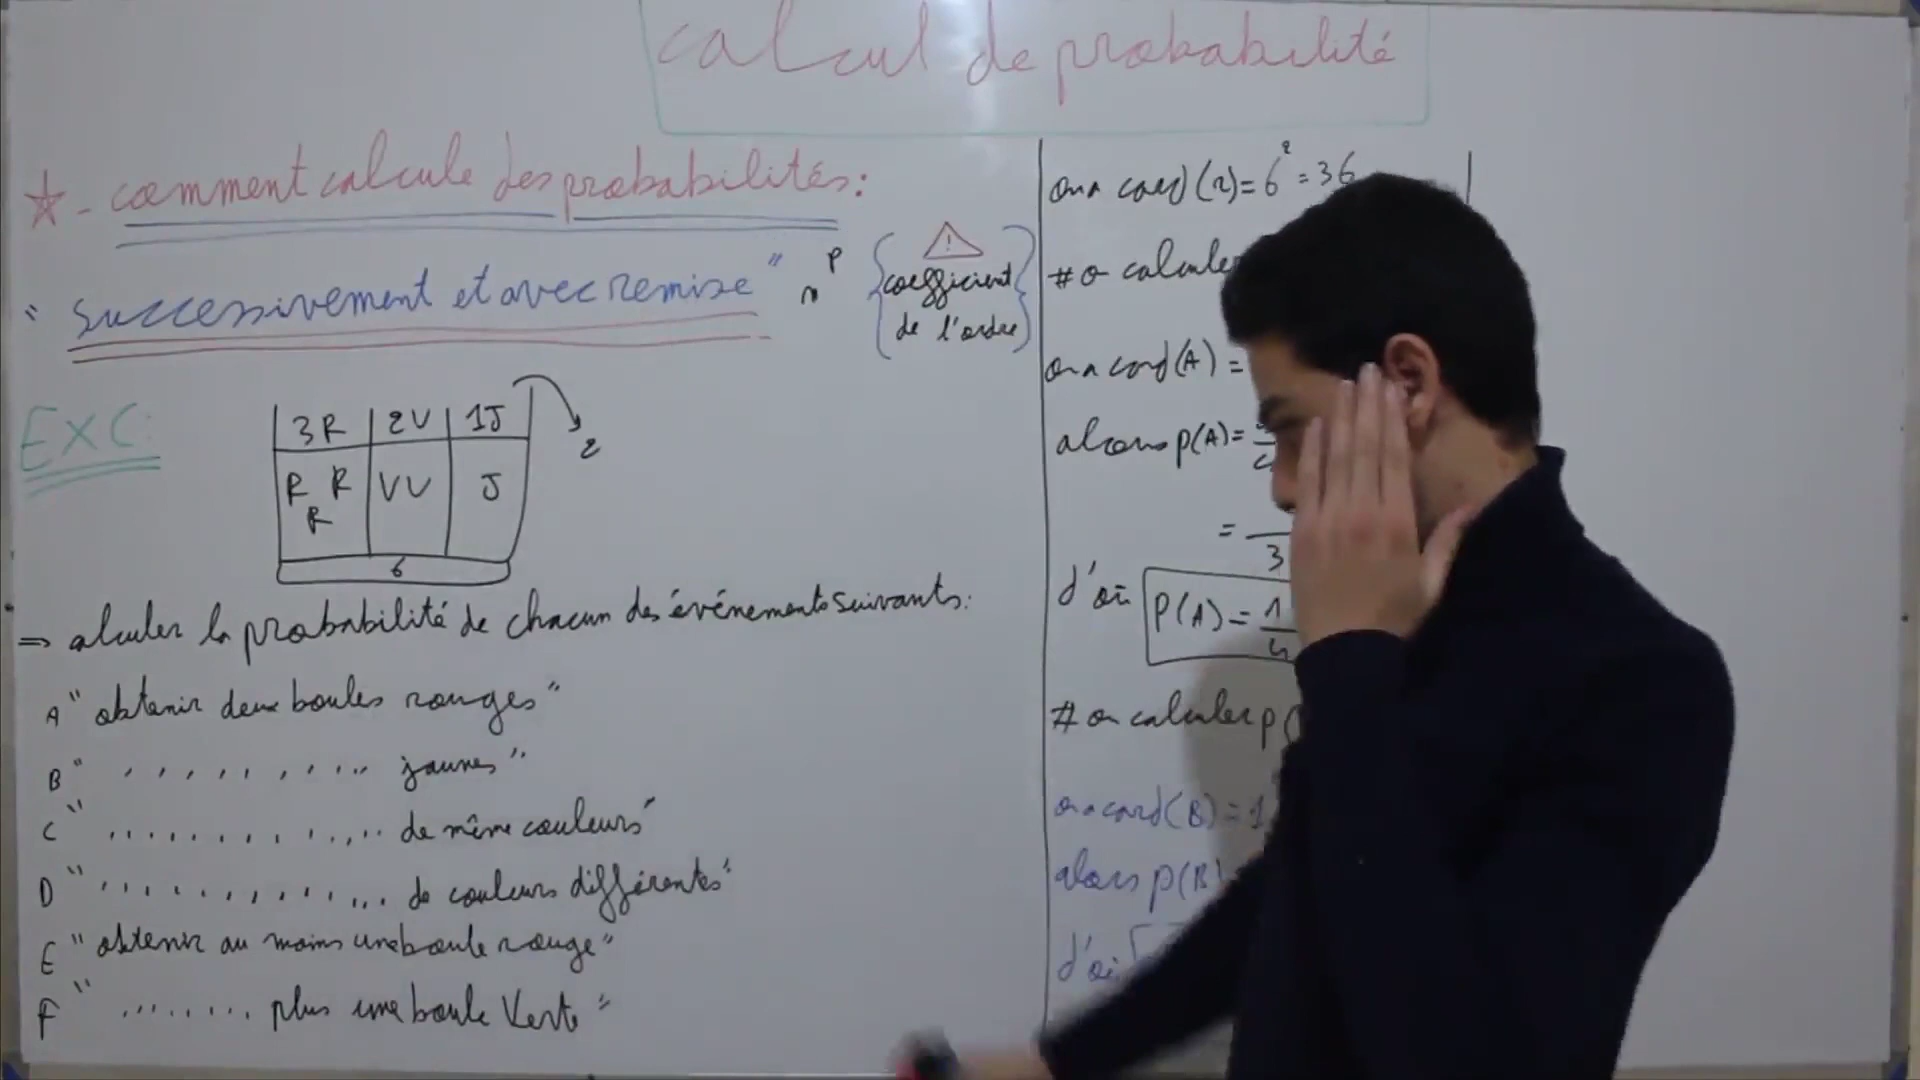 calcul de probabilité
☆ - comment calcule des probabilités:
" successivement et avec remise " n^p
{ ⚠ coefficient de l'ordre }
EXC:
3R | 2V | 1J
2
R R R | V V | J
6
⇒ alculer la probabilité de chacun des événements suivants:
A " obtenir deux boules rouges "
B " , , , , , , , , .. jaunes "
C " ............... de même couleurs "
D " ............... de couleurs différentes "
E " obtenir au moins une boule rouge "
F " ........ plus une boule Verte "
on a card(Ω) = 6² = 36
# o calculer
on a card(A) =
alors p(A) =
= 3
d'où P(A) = 1/4
# on calculer p(
on a card(B) = 1
alors p(B)
d'où